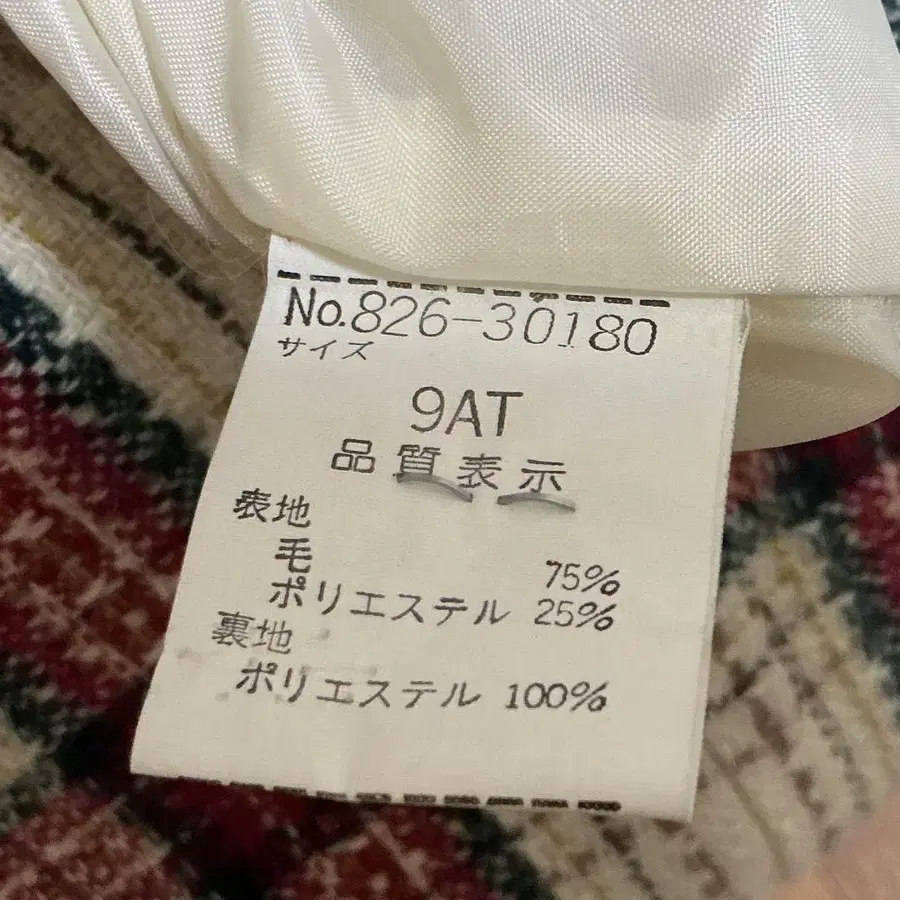 No.826-30180
サイズ
9AT
品質表示
表地
毛 75%
ポリエステル 25%
裏地
ポリエステル 100%